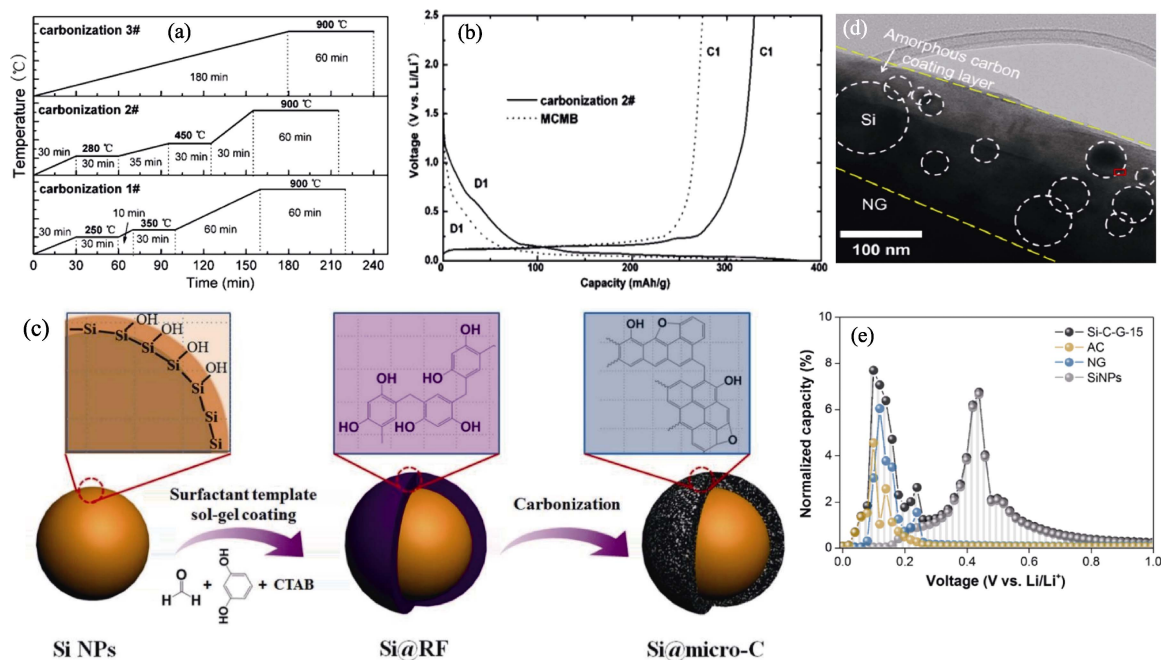 (a)
carbonization 3#
900 ℃
180 min
60 min
carbonization 2#
900 ℃
450 ℃
280 ℃
30 min
30 min
35 min
30 min
30 min
60 min
carbonization 1#
900 ℃
10 min
250 ℃
350 ℃
30 min
30 min
30 min
60 min
60 min
Temperature (℃)
0 30 60 90 120 150 180 210 240
Time (min)
(b)
2.5
2.0
1.5
1.0
0.5
0.0
Voltage (V vs. Li/Li⁺)
C1
C1
carbonization 2#
MCMB
D1
D1
0 100 200 300 400
Capacity (mAh/g)
(d)
Amorphous carbon
coating layer
Si
NG
100 nm
(c)
OH
OH
OH
OH
Si
Si
Si
Si
Si
Si
Si
Si
OH
HO
OH
HO
OH
OH
OH
O
OH
O
Surfactant template
sol-gel coating
H
O
H
+
OH
HO
+ CTAB
Carbonization
Si NPs
Si@RF
Si@micro-C
(e)
Si-C-G-15
AC
NG
SiNPs
10
8
6
4
2
0
Normalized capacity (%)
0.0 0.2 0.4 0.6 0.8 1.0
Voltage (V vs. Li/Li⁺)